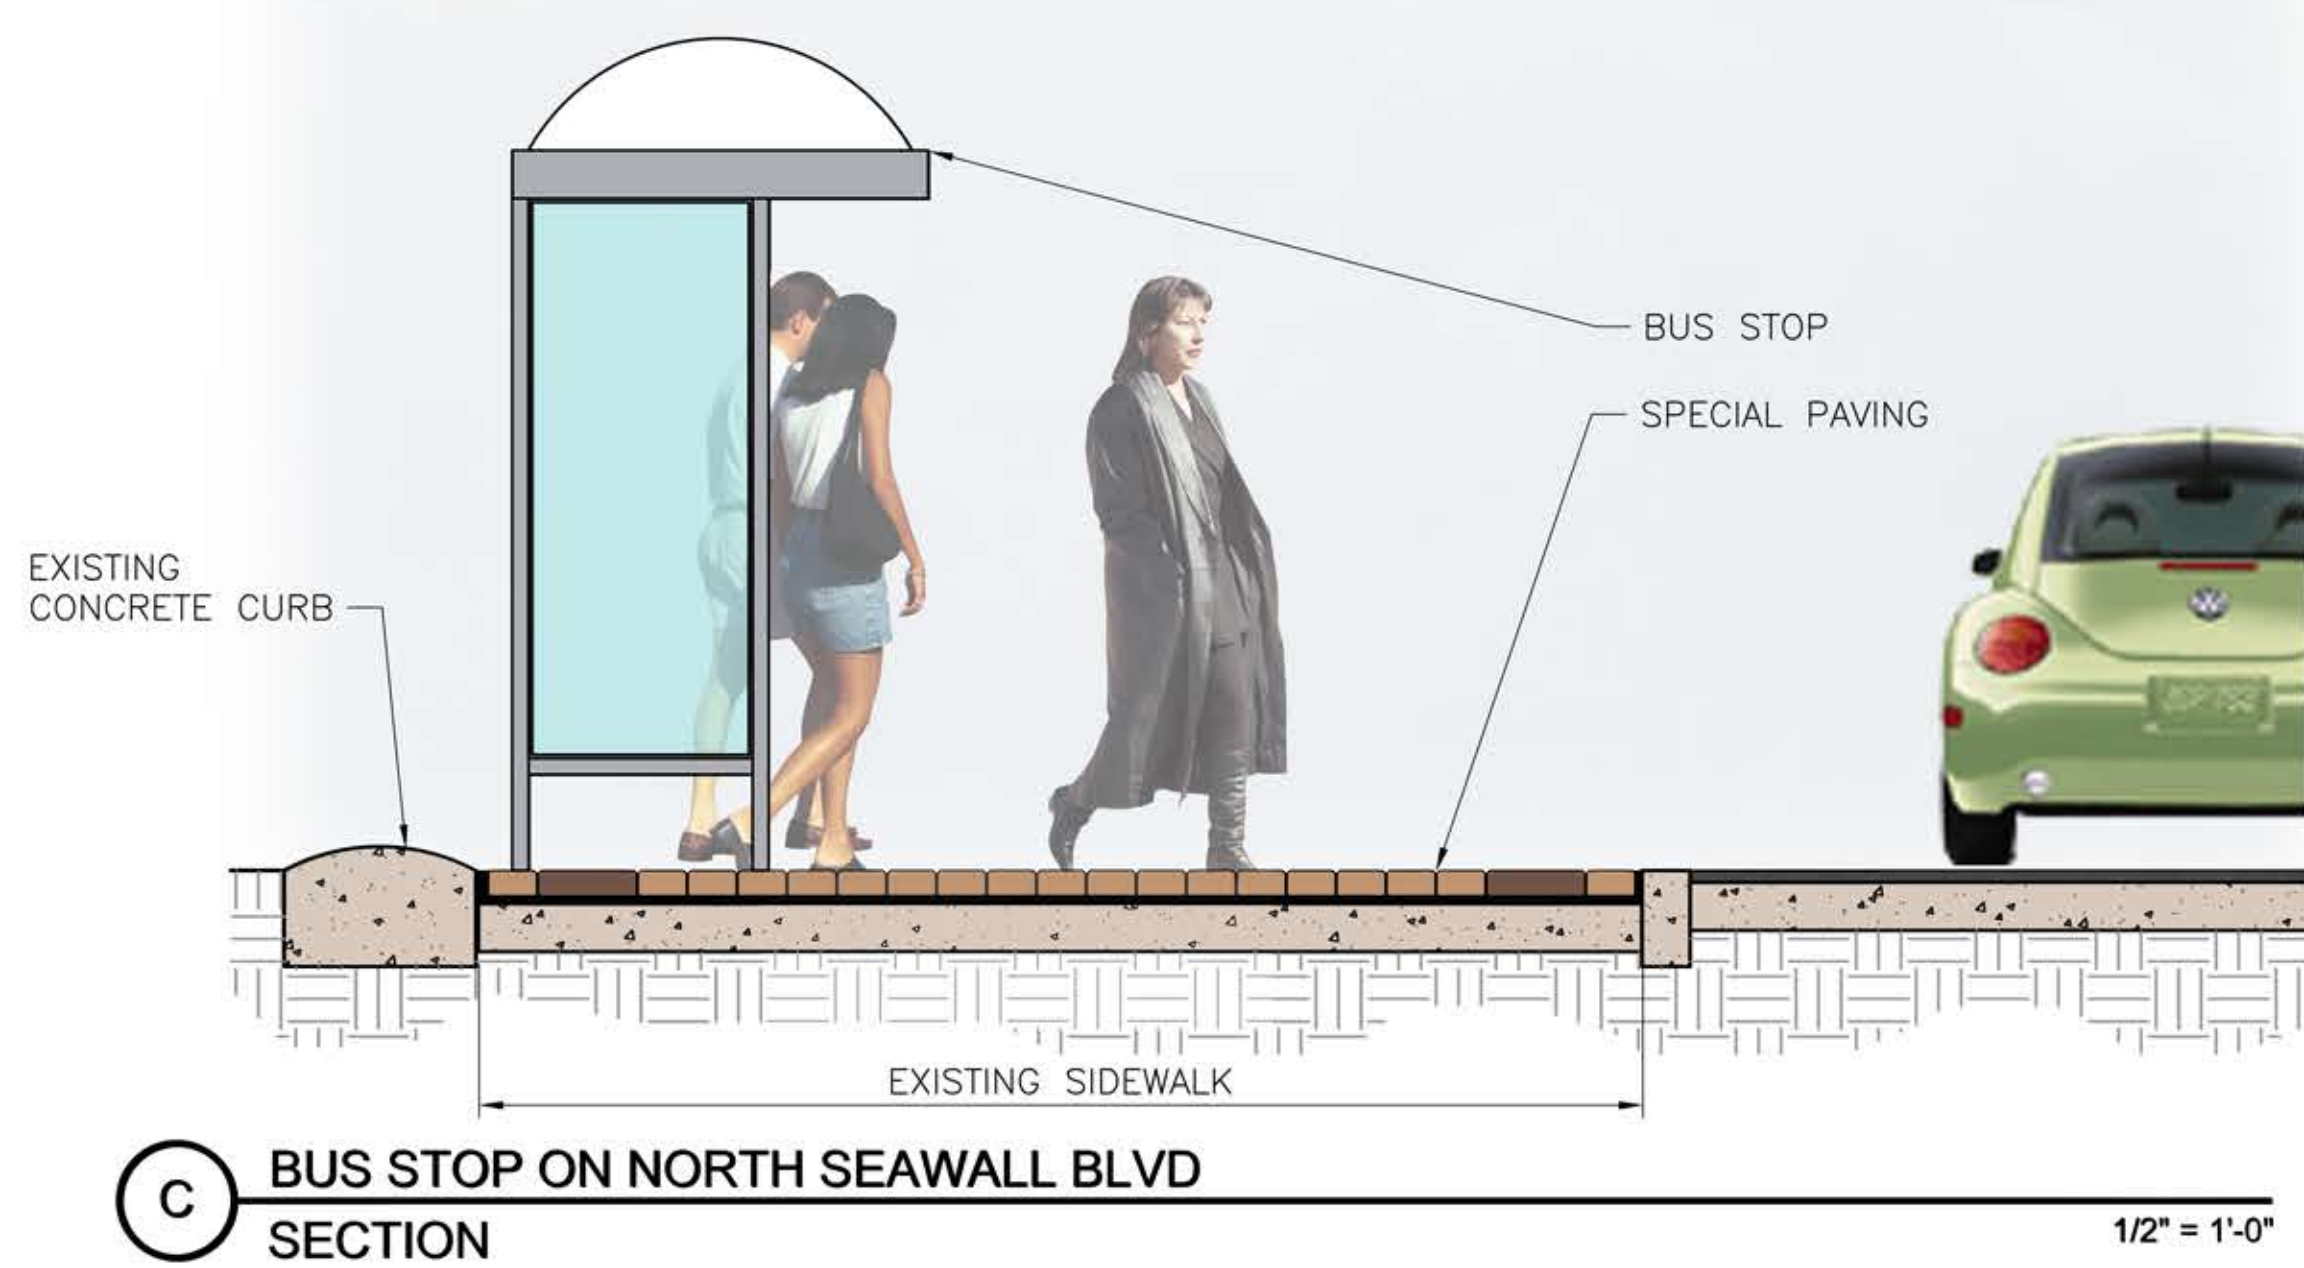 BUS STOP
SPECIAL PAVING
EXISTING
CONCRETE CURB
EXISTING SIDEWALK
C
BUS STOP ON NORTH SEAWALL BLVD
SECTION
1/2" = 1'-0"